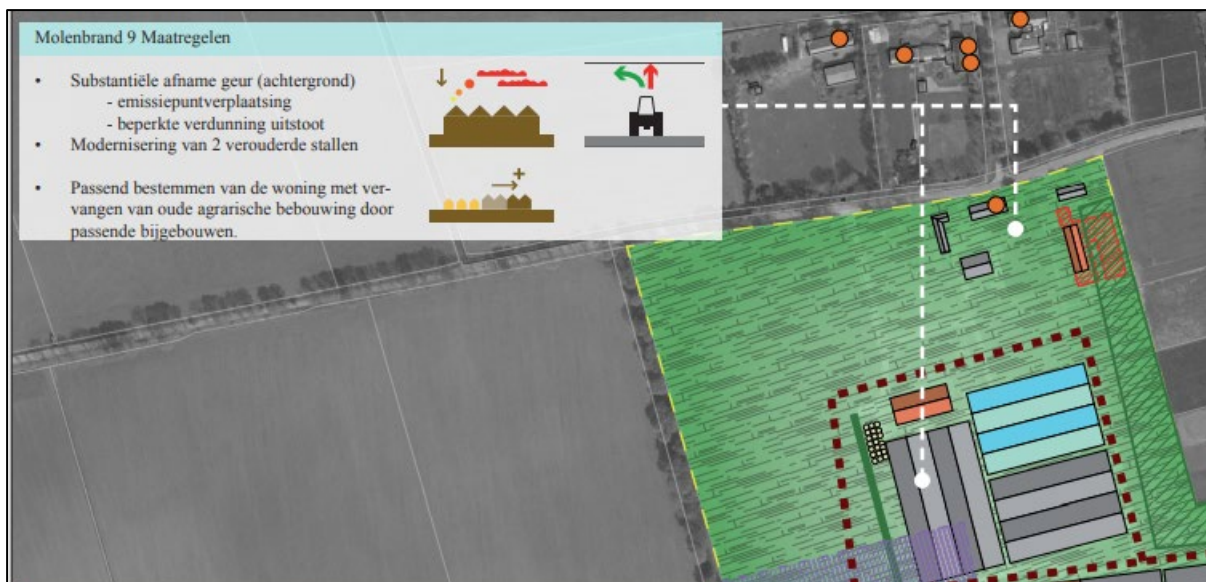 Molenbrand 9 Maatregelen
• Substantiële afname geur (achtergrond)
- emissiepuntverplaatsing
- beperkte verdunning uitstoot
• Modernisering van 2 verouderde stallen
• Passend bestemmen van de woning met ver-
vangen van oude agrarische bebouwing door
passende bijgebouwen.